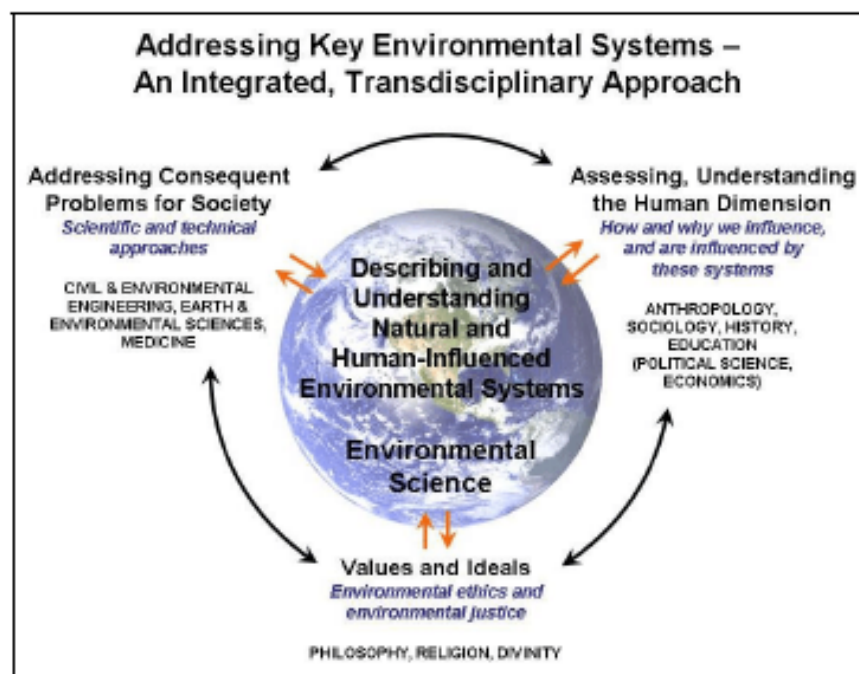 Addressing Key Environmental Systems –
An Integrated, Transdisciplinary Approach
Addressing Consequent
Problems for Society
Scientific and technical
approaches
CIVIL & ENVIRONMENTAL
ENGINEERING, EARTH &
ENVIRONMENTAL SCIENCES,
MEDICINE
Assessing, Understanding
the Human Dimension
How and why we influence,
and are influenced by
these systems
ANTHROPOLOGY,
SOCIOLOGY, HISTORY,
EDUCATION
(POLITICAL SCIENCE,
ECONOMICS)
Describing and
Understanding
Natural and
Human-Influenced
Environmental Systems
Environmental
Science
Values and Ideals
Environmental ethics and
environmental justice
PHILOSOPHY, RELIGION, DIVINITY